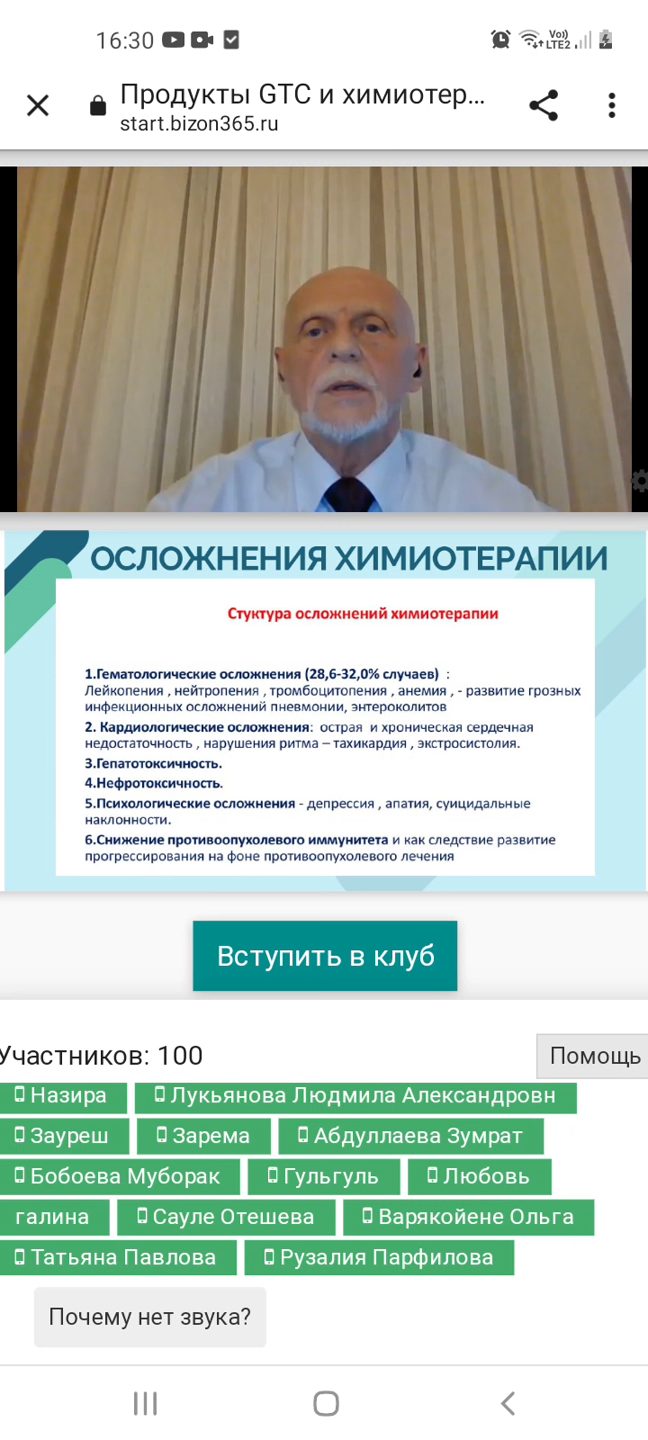 16:30
Vo))
LTE2
Продукты GTC и химиотер...
start.bizon365.ru
ОСЛОЖНЕНИЯ ХИМИОТЕРАПИИ
Стуктура осложнений химиотерапии
1.Гематологические осложнения (28,6-32,0% случаев) :
Лейкопения , нейтропения , тромбоцитопения , анемия , - развитие грозных
инфекционных осложнений пневмонии, энтероколитов
2. Кардиологические осложнения: острая и хроническая сердечная
недостаточность , нарушения ритма – тахикардия , экстросистолия.
3.Гепатотоксичность.
4.Нефротоксичность.
5.Психологические осложнения - депрессия , апатия, суицидальные
наклонности.
6.Снижение противоопухолевого иммунитета и как следствие развитие
прогрессирования на фоне противоопухолевого лечения
Вступить в клуб
Участников: 100 Помощь
Назира Лукьянова Людмила Александровн
Зауреш Зарема Абдуллаева Зумрат
Бобоева Муборак Гульгуль Любовь
галина Сауле Отешева Варякойене Ольга
Татьяна Павлова Рузалия Парфилова
Почему нет звука?